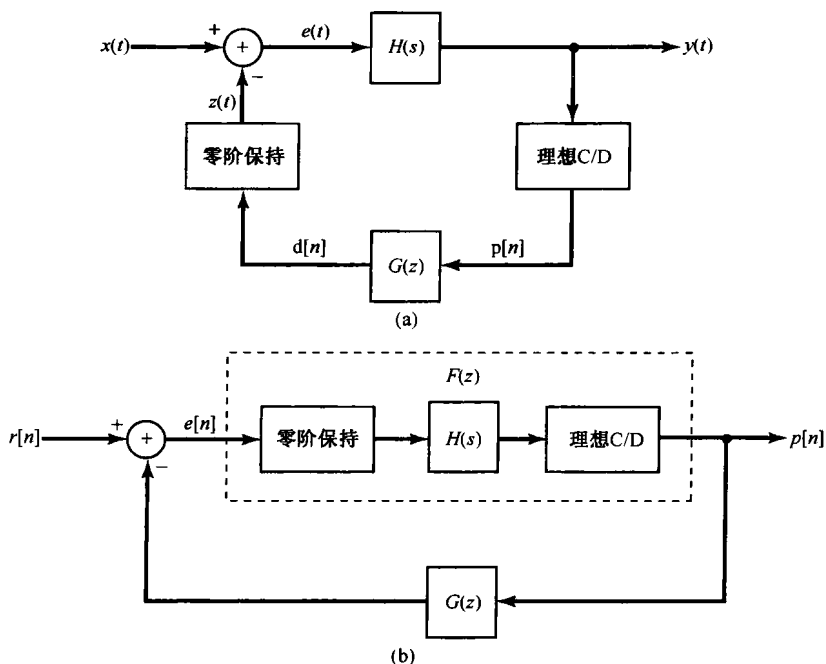 x(t)
+
+
−
e(t)
H(s)
y(t)
z(t)
零阶保持
理想C/D
d[n]
G(z)
p[n]
(a)
F(z)
r[n]
+
+
−
e[n]
零阶保持
H(s)
理想C/D
p[n]
G(z)
(b)